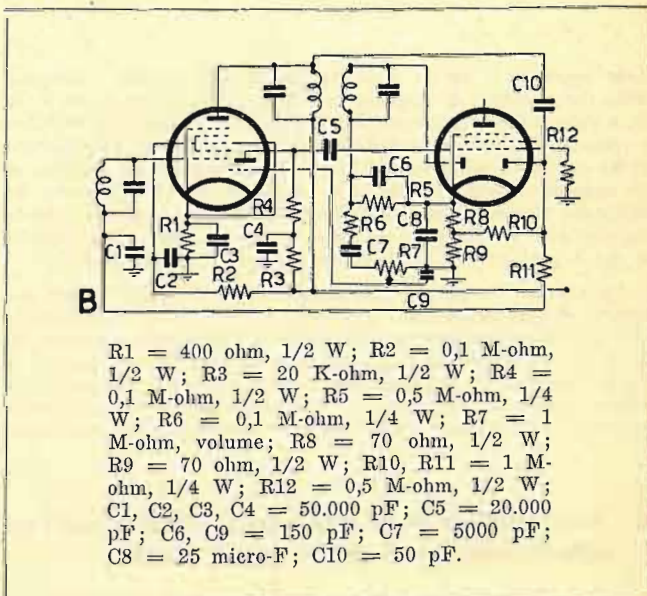 C10
C5
R12
C6
R4
R5
R6
C8
R8
R10
R1
C4
C7
R7
R9
C1
C3
R11
C2
R2
R3
B
C9
R1 = 400 ohm, 1/2 W; R2 = 0,1 M-ohm,
1/2 W; R3 = 20 K-ohm, 1/2 W; R4 =
0,1 M-ohm, 1/2 W; R5 = 0,5 M-ohm, 1/4
W; R6 = 0,1 M-ohm, 1/4 W; R7 = 1
M-ohm, volume; R8 = 70 ohm, 1/2 W;
R9 = 70 ohm, 1/2 W; R10, R11 = 1 M-
ohm, 1/4 W; R12 = 0,5 M-ohm, 1/2 W;
C1, C2, C3, C4 = 50.000 pF; C5 = 20.000
pF; C6, C9 = 150 pF; C7 = 5000 pF;
C8 = 25 micro-F; C10 = 50 pF.